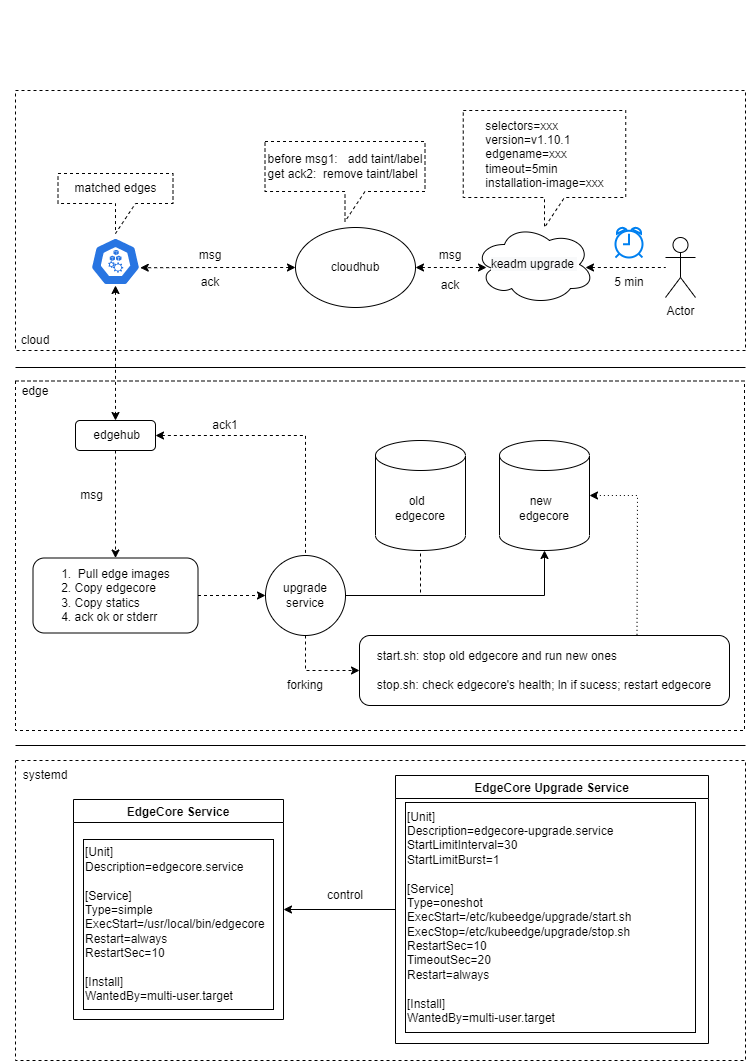 selectors=xxx
version=v1.10.1
edgename=xxx
timeout=5min
installation-image=xxx
before msg1: add taint/label
get ack2: remove taint/label
matched edges
msg
ack
cloudhub
msg
ack
keadm upgrade
5 min
Actor
cloud
edge
edgehub
ack1
msg
old
edgecore
new
edgecore
1. Pull edge images
2. Copy edgecore
3. Copy statics
4. ack ok or stderr
upgrade
service
forking
start.sh: stop old edgecore and run new ones
stop.sh: check edgecore's health; ln if sucess; restart edgecore
systemd
EdgeCore Service
[Unit]
Description=edgecore.service
[Service]
Type=simple
ExecStart=/usr/local/bin/edgecore
Restart=always
RestartSec=10
[Install]
WantedBy=multi-user.target
control
EdgeCore Upgrade Service
[Unit]
Description=edgecore-upgrade.service
StartLimitInterval=30
StartLimitBurst=1
[Service]
Type=oneshot
ExecStart=/etc/kubeedge/upgrade/start.sh
ExecStop=/etc/kubeedge/upgrade/stop.sh
RestartSec=10
TimeoutSec=20
Restart=always
[Install]
WantedBy=multi-user.target